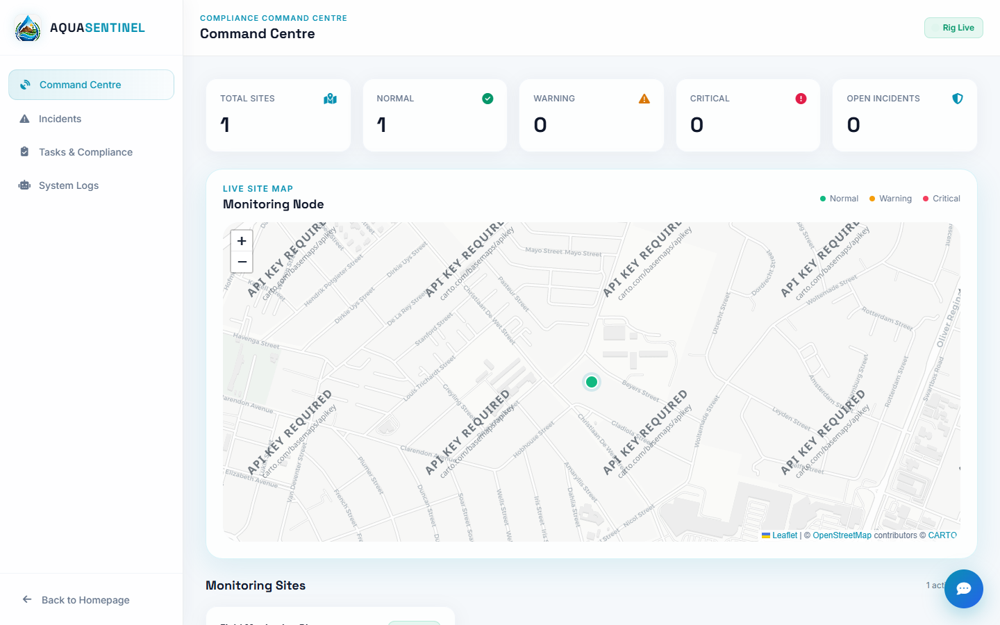 AQUASENTINEL
Command Centre
Incidents
Tasks & Compliance
System Logs
Back to Homepage
COMPLIANCE COMMAND CENTRE
Command Centre
Rig Live
TOTAL SITES
1
NORMAL
1
WARNING
0
CRITICAL
0
OPEN INCIDENTS
0
LIVE SITE MAP
Monitoring Node
Normal
Warning
Critical
+
−
API KEY REQUIRED
carto.com/basemaps/apikey
API KEY REQUIRED
carto.com/basemaps/apikey
API KEY REQUIRED
carto.com/basemaps/apikey
API KEY REQUIRED
carto.com/basemaps/apikey
Mayo Street
Mayo Street
Dirkie Uys Street
Hendrik Potgieter Street
Dirkie Uys Street
De La Rey Street
Pasteur Street
Christiaan De Wet Street
Stanford Street
Havenga Street
Louis Trichardt Street
Utrecht Street
Dordrecht Street
Woltemade Street
Rotterdam Street
Oliver Regina
Swartbos Road
Rotterdam Street
Amsterdam Street
Hamburg Street
Leyden Street
Beyers Street
Woltemade Street
Cladiola Street
Christiaan De Wet Street
Creyling Street
Hobhouse Street
Clarendon Avenue
Clarendon Avenue
Elizabeth Avenue
Van Deventer Street
Plumer Street
French Street
Duncan Street
Soar Street
Wells Street
Iris Street
Dahlia Street
Amaryllis Street
Nicol Street
API KEY REQUIRED
carto.com/basemaps/apikey
API KEY REQUIRED
carto.com/basemaps/apikey
API KEY REQUIRED
carto.com/basemaps/apikey
API KEY REQUIRED
carto.com/basemaps/apikey
Leaflet | © OpenStreetMap contributors © CARTO
Monitoring Sites
1 acti